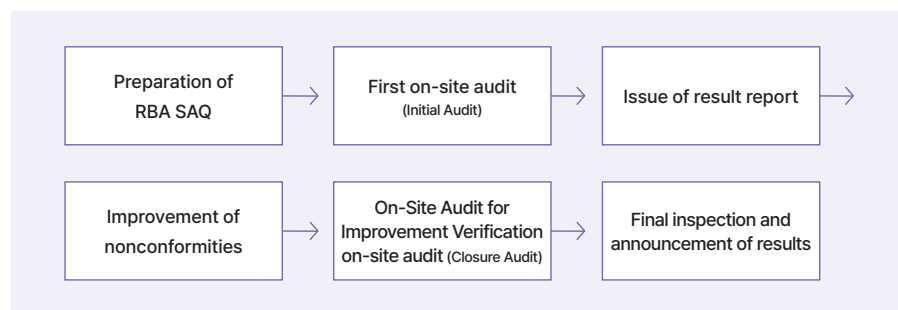 Preparation of
RBA SAQ
First on-site audit
(Initial Audit)
Issue of result report
Improvement of
nonconformities
On-Site Audit for
Improvement Verification
on-site audit (Closure Audit)
Final inspection and
announcement of results